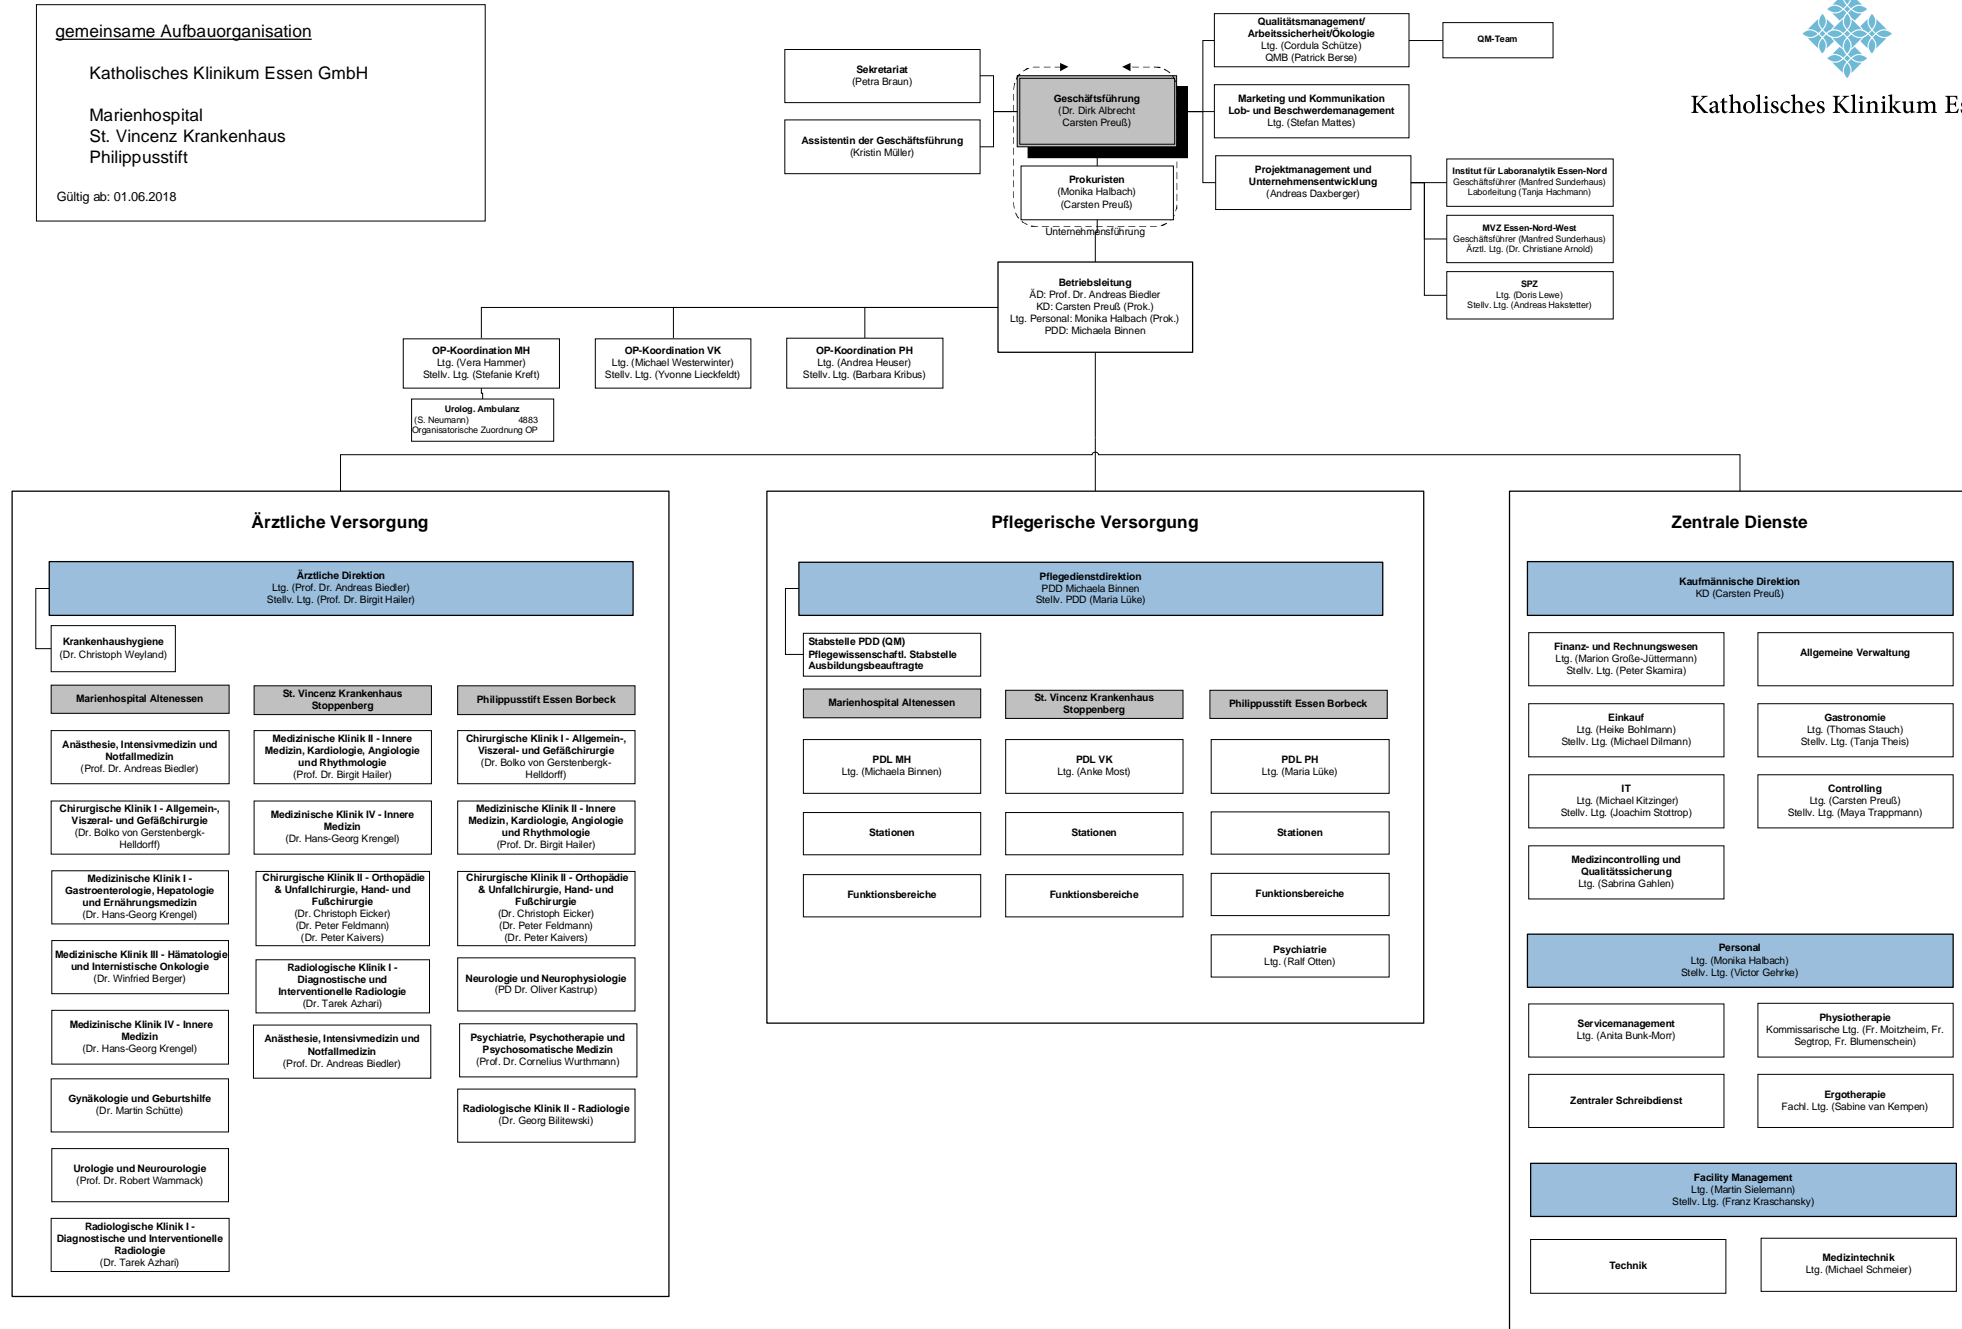 gemeinsame Aufbauorganisation
Katholisches Klinikum Essen GmbH
Marienhospital
St. Vincenz Krankenhaus
Philippusstift
Gültig ab: 01.06.2018
Sekretariat
(Petra Braun)
Assistentin der Geschäftsführung
(Kristin Müller)
Geschäftsführung
(Dr. Dirk Albrecht
Carsten Preuß)
Prokuristen
(Monika Halbach)
(Carsten Preuß)
Unternehmensführung
Qualitätsmanagement/
Arbeitssicherheit/Ökologie
Ltg. (Cordula Schütze)
QMB (Patrick Berse)
QM-Team
Marketing und Kommunikation
Lob- und Beschwerdemanagement
Ltg. (Stefan Mattes)
Projektmanagement und
Unternehmensentwicklung
(Andreas Daxberger)
Institut für Laboranalytik Essen-Nord
Geschäftsführer (Manfred Sunderhaus)
Laborleitung (Tanja Hachmann)
MVZ Essen-Nord-West
Geschäftsführer (Manfred Sunderhaus)
Ärztl. Ltg. (Dr. Christiane Arnold)
SPZ
Ltg. (Doris Lewe)
Stellv. Ltg. (Andreas Hakstetter)
Katholisches Klinikum Es
Betriebsleitung
ÄD: Prof. Dr. Andreas Biedler
KD: Carsten Preuß (Prok.)
Ltg. Personal: Monika Halbach (Prok.)
PDD: Michaela Binnen
OP-Koordination MH
Ltg. (Vera Hammer)
Stellv. Ltg. (Stefanie Kreft)
OP-Koordination VK
Ltg. (Michael Westerwinter)
Stellv. Ltg. (Yvonne Lieckfeldt)
OP-Koordination PH
Ltg. (Andrea Heuser)
Stellv. Ltg. (Barbara Kribus)
Urolog. Ambulanz
(S. Neumann) 4883
Organisatorische Zuordnung OP
Ärztliche Versorgung
Ärztliche Direktion
Ltg. (Prof. Dr. Andreas Biedler)
Stellv. Ltg. (Prof. Dr. Birgit Hailer)
Krankenhaushygiene
(Dr. Christoph Weyland)
Marienhospital Altenessen
Anästhesie, Intensivmedizin und
Notfallmedizin
(Prof. Dr. Andreas Biedler)
Chirurgische Klinik I - Allgemein-,
Viszeral- und Gefäßchirurgie
(Dr. Bolko von Gerstenbergk-
Helldorff)
Medizinische Klinik I -
Gastroenterologie, Hepatologie
und Ernährungsmedizin
(Dr. Hans-Georg Krengel)
Medizinische Klinik III - Hämatologie
und Internistische Onkologie
(Dr. Winfried Berger)
Medizinische Klinik IV - Innere
Medizin
(Dr. Hans-Georg Krengel)
Gynäkologie und Geburtshilfe
(Dr. Martin Schütte)
Urologie und Neurourologie
(Prof. Dr. Robert Wammack)
Radiologische Klinik I -
Diagnostische und Interventionelle
Radiologie
(Dr. Tarek Azhari)
St. Vincenz Krankenhaus
Stoppenberg
Medizinische Klinik II - Innere
Medizin, Kardiologie, Angiologie
und Rhythmologie
(Prof. Dr. Birgit Hailer)
Medizinische Klinik IV - Innere
Medizin
(Dr. Hans-Georg Krengel)
Chirurgische Klinik II - Orthopädie
& Unfallchirurgie, Hand- und
Fußchirurgie
(Dr. Christoph Eicker)
(Dr. Peter Feldmann)
(Dr. Peter Kaivers)
Radiologische Klinik I -
Diagnostische und
Interventionelle Radiologie
(Dr. Tarek Azhari)
Anästhesie, Intensivmedizin und
Notfallmedizin
(Prof. Dr. Andreas Biedler)
Philippusstift Essen Borbeck
Chirurgische Klinik I - Allgemein-,
Viszeral- und Gefäßchirurgie
(Dr. Bolko von Gerstenbergk-
Helldorff)
Medizinische Klinik II - Innere
Medizin, Kardiologie, Angiologie
und Rhythmologie
(Prof. Dr. Birgit Hailer)
Chirurgische Klinik II - Orthopädie
& Unfallchirurgie, Hand- und
Fußchirurgie
(Dr. Christoph Eicker)
(Dr. Peter Feldmann)
(Dr. Peter Kaivers)
Neurologie und Neurophysiologie
(PD Dr. Oliver Kastrup)
Psychiatrie, Psychotherapie und
Psychosomatische Medizin
(Prof. Dr. Cornelius Wurthmann)
Radiologische Klinik II - Radiologie
(Dr. Georg Bilitewski)
Pflegerische Versorgung
Pflegedienstdirektion
PDD Michaela Binnen
Stellv. PDD (Maria Lüke)
Stabstelle PDD (QM)
Pflegewissenschaftl. Stabstelle
Ausbildungsbeauftragte
Marienhospital Altenessen
PDL MH
Ltg. (Michaela Binnen)
Stationen
Funktionsbereiche
St. Vincenz Krankenhaus
Stoppenberg
PDL VK
Ltg. (Anke Most)
Stationen
Funktionsbereiche
Philippusstift Essen Borbeck
PDL PH
Ltg. (Maria Lüke)
Stationen
Funktionsbereiche
Psychiatrie
Ltg. (Ralf Otten)
Zentrale Dienste
Kaufmännische Direktion
KD (Carsten Preuß)
Finanz- und Rechnungswesen
Ltg. (Marion Große-Jüttermann)
Stellv. Ltg. (Peter Skamira)
Allgemeine Verwaltung
Einkauf
Ltg. (Heike Bohlmann)
Stellv. Ltg. (Michael Dilmann)
Gastronomie
Ltg. (Thomas Stauch)
Stellv. Ltg. (Tanja Theis)
IT
Ltg. (Michael Kitzinger)
Stellv. Ltg. (Joachim Stottrop)
Controlling
Ltg. (Carsten Preuß)
Stellv. Ltg. (Maya Trappmann)
Medizincontrolling und
Qualitätssicherung
Ltg. (Sabrina Gahlen)
Personal
Ltg. (Monika Halbach)
Stellv. Ltg. (Victor Gehrke)
Servicemanagement
Ltg. (Anita Bunk-Morr)
Physiotherapie
Kommissarische Ltg. (Fr. Moitzheim, Fr.
Segtrop, Fr. Blumenschein)
Zentraler Schreibdienst
Ergotherapie
Fachl. Ltg. (Sabine van Kempen)
Facility Management
Ltg. (Martin Sielemann)
Stellv. Ltg. (Franz Kraschansky)
Technik
Medizintechnik
Ltg. (Michael Schmeier)